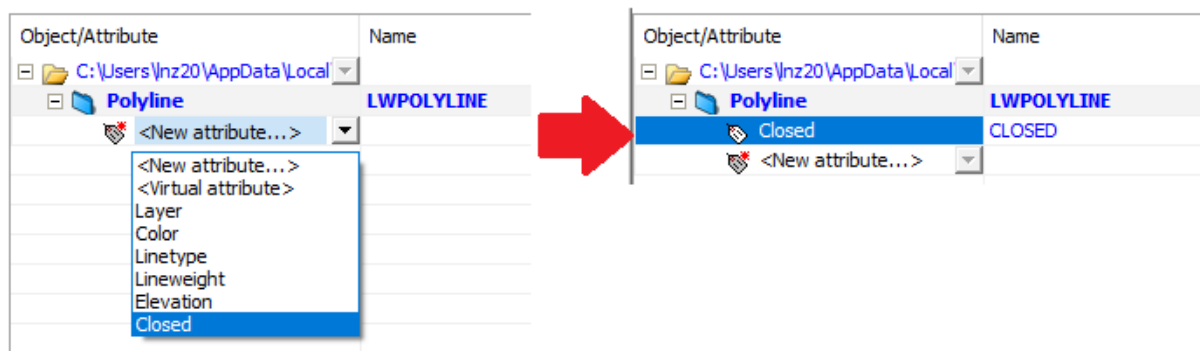 Object/Attribute Name
C:\Users\lnz20\AppData\Local
Polyline LWPOLYLINE
<New attribute...>
<New attribute...>
<Virtual attribute>
Layer
Color
Linetype
Lineweight
Elevation
Closed
Object/Attribute Name
C:\Users\lnz20\AppData\Local
Polyline LWPOLYLINE
Closed CLOSED
<New attribute...>